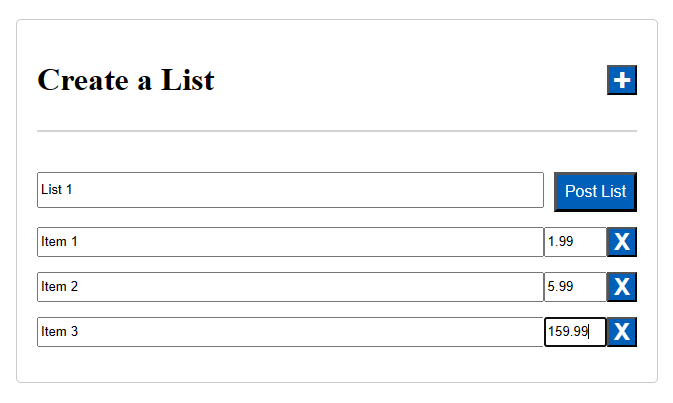 Create a List +
List 1 Post List
Item 1 1.99 X
Item 2 5.99 X
Item 3 159.99 X